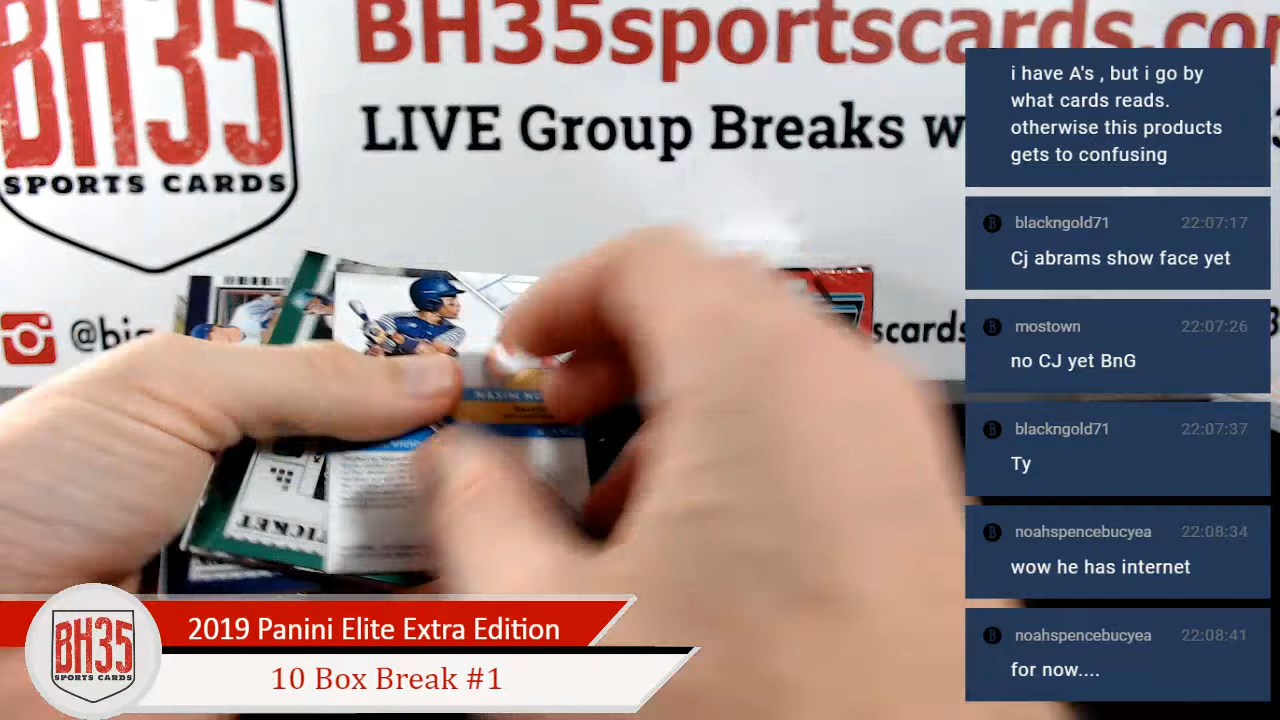 BH35
SPORTS CARDS
BH35sportscards.co
LIVE Group Breaks w
@big
scards
TICKET
i have A's , but i go by
what cards reads.
otherwise this products
gets to confusing
blackngold71 22:07:17
Cj abrams show face yet
mostown 22:07:26
no CJ yet BnG
blackngold71 22:07:37
Ty
noahspencebucyea 22:08:34
wow he has internet
noahspencebucyea 22:08:41
for now....
BH35
SPORTS CARDS
2019 Panini Elite Extra Edition
10 Box Break #1